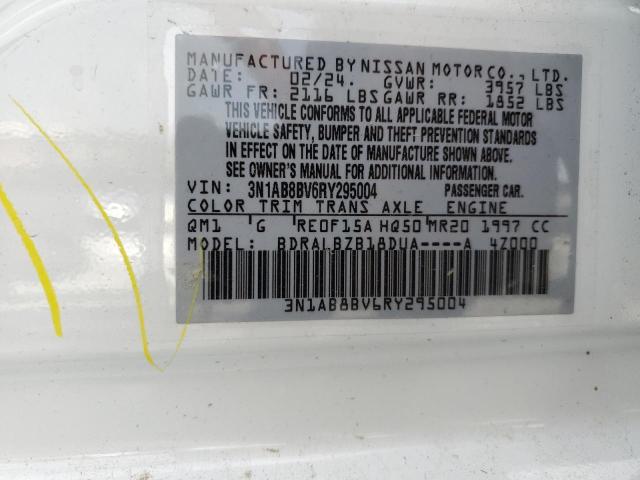 MANUFACTURED BY NISSAN MOTOR CO., LTD.
DATE: 02/24. GVWR: 3957 LBS
GAWR FR: 2116 LBS GAWR RR: 1852 LBS
THIS VEHICLE CONFORMS TO ALL APPLICABLE FEDERAL MOTOR
VEHICLE SAFETY, BUMPER AND THEFT PREVENTION STANDARDS
IN EFFECT ON THE DATE OF MANUFACTURE SHOWN ABOVE.
SEE OWNER'S MANUAL FOR ADDITIONAL INFORMATION.
VIN: 3N1AB8BV6RY295004 PASSENGER CAR.
COLOR TRIM TRANS AXLE ENGINE
QM1 G RE0F15A HQ50 MR20 1997 CC
MODEL: BDRALBZB18DUA----A 4Z000
3N1AB8BV6RY295004